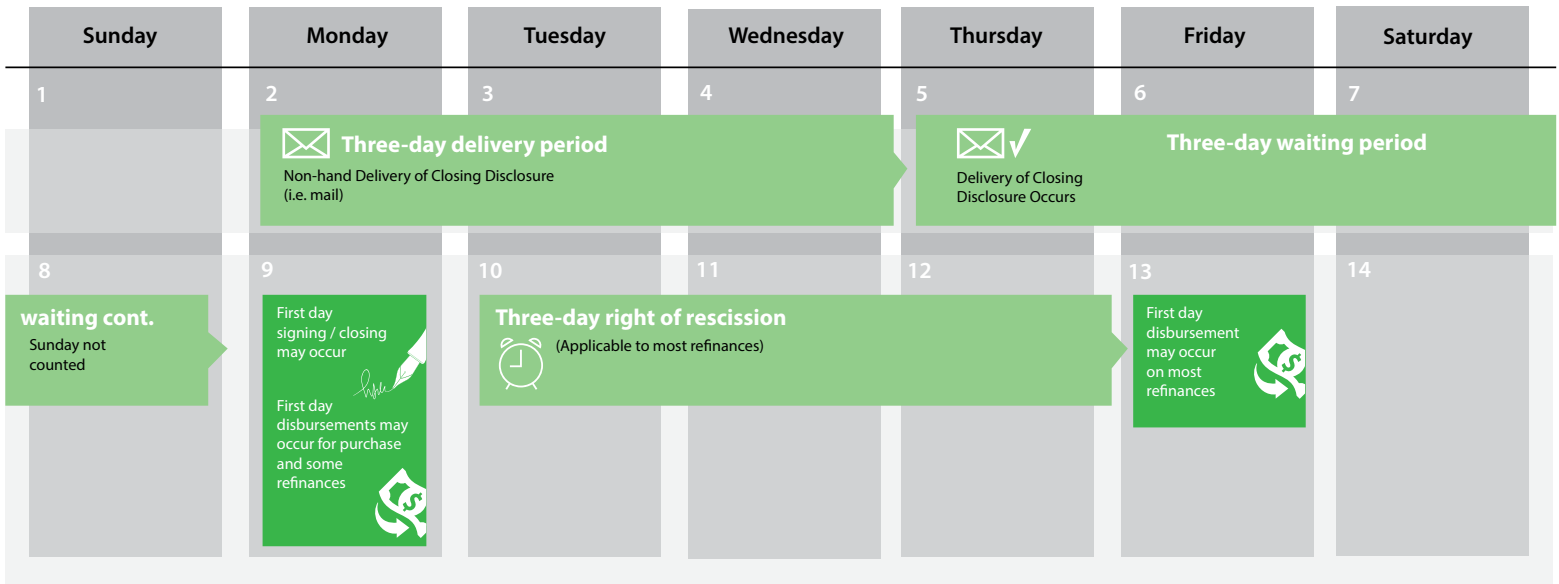 Sunday
Monday
Tuesday
Wednesday
Thursday
Friday
Saturday
1
2
3
4
5
6
7
Three-day delivery period
Non-hand Delivery of Closing Disclosure
(i.e. mail)
Three-day waiting period
Delivery of Closing
Disclosure Occurs
8
9
10
11
12
13
14
waiting cont.
Sunday not
counted
First day
signing / closing
may occur
First day
disbursements may
occur for purchase
and some
refinances
Three-day right of rescission
(Applicable to most refinances)
First day
disbursement
may occur
on most
refinances
$
$